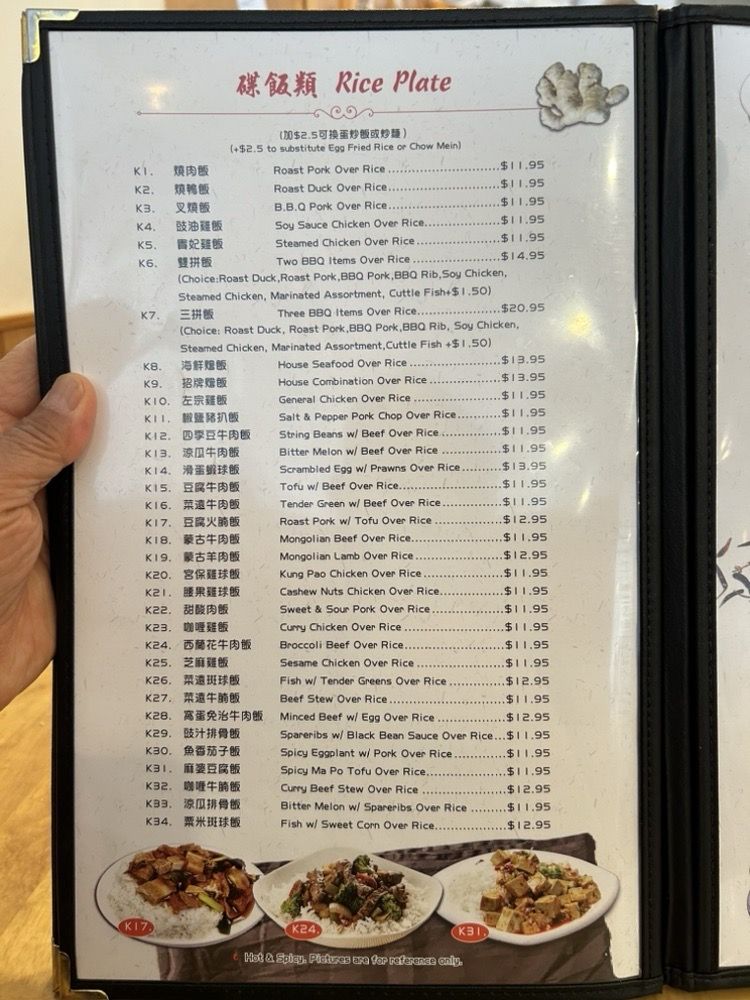 碟飯類 Rice Plate
(加$2.5可換蛋炒飯或炒麵)
(+$2.5 to substitute Egg Fried Rice or Chow Mein)
K1. 燒肉飯 Roast Pork Over Rice ........................$11.95
K2. 燒鴨飯 Roast Duck Over Rice........................$11.95
K3. 叉燒飯 B.B.Q Pork Over Rice........................$11.95
K4. 豉油雞飯 Soy Sauce Chicken Over Rice................$11.95
K5. 貴妃雞飯 Steamed Chicken Over Rice ..................$11.95
K6. 雙拼飯 Two BBQ Items Over Rice ...................$14.95
(Choice:Roast Duck,Roast Pork,BBQ Pork,BBQ Rib,Soy Chicken,
Steamed Chicken, Marinated Assortment, Cuttle Fish+$1.50)
K7. 三拼飯 Three BBQ Items Over Rice..................$20.95
(Choice: Roast Duck, Roast Pork,BBQ Pork,BBQ Rib, Soy Chicken,
Steamed Chicken, Marinated Assortment,Cuttle Fish +$1.50)
K8. 海鮮燴飯 House Seafood Over Rice ....................$13.95
K9. 招牌燴飯 House Combination Over Rice ...............$13.95
K10. 左宗雞飯 General Chicken Over Rice ...................$11.95
K11. 椒鹽豬扒飯 Salt & Pepper Pork Chop Over Rice..........$11.95
K12. 四季豆牛肉飯 String Beans w/ Beef Over Rice..............$11.95
K13. 涼瓜牛肉飯 Bitter Melon w/ Beef Over Rice ..............$11.95
K14. 滑蛋蝦球飯 Scrambled Egg w/ Prawns Over Rice.........$13.95
K15. 豆腐牛肉飯 Tofu w/ Beef Over Rice......................$11.95
K16. 菜遠牛肉飯 Tender Green w/ Beef Over Rice.............$11.95
K17. 豆腐火腩飯 Roast Pork w/ Tofu Over Rice ...............$12.95
K18. 蒙古牛肉飯 Mongolian Beef Over Rice....................$11.95
K19. 蒙古羊肉飯 Mongolian Lamb Over Rice ..................$12.95
K20. 宮保雞球飯 Kung Pao Chicken Over Rice .................$11.95
K21. 腰果雞球飯 Cashew Nuts Chicken Over Rice..............$11.95
K22. 甜酸肉飯 Sweet & Sour Pork Over Rice ...............$11.95
K23. 咖喱雞飯 Curry Chicken Over Rice .....................$11.95
K24. 西蘭花牛肉飯 Broccoli Beef Over Rice.....................$11.95
K25. 芝麻雞飯 Sesame Chicken Over Rice ..................$11.95
K26. 菜遠斑球飯 Fish w/ Tender Greens Over Rice ............$12.95
K27. 菜遠牛腩飯 Beef Stew Over Rice ........................$11.95
K28. 窩蛋免治牛肉飯 Minced Beef w/ Egg Over Rice ..............$12.95
K29. 豉汁排骨飯 Spareribs w/ Black Bean Sauce Over Rice...$11.95
K30. 魚香茄子飯 Spicy Eggplant w/ Pork Over Rice ...........$11.95
K31. 麻婆豆腐飯 Spicy Ma Po Tofu Over Rice.................$11.95
K32. 咖喱牛腩飯 Curry Beef Stew Over Rice ..................$12.95
K33. 涼瓜排骨飯 Bitter Melon w/ Spareribs Over Rice ........$11.95
K34. 粟米斑球飯 Fish w/ Sweet Corn Over Rice...............$12.95
K17.
K24.
K31.
Hot & Spicy. Pictures are for reference only.